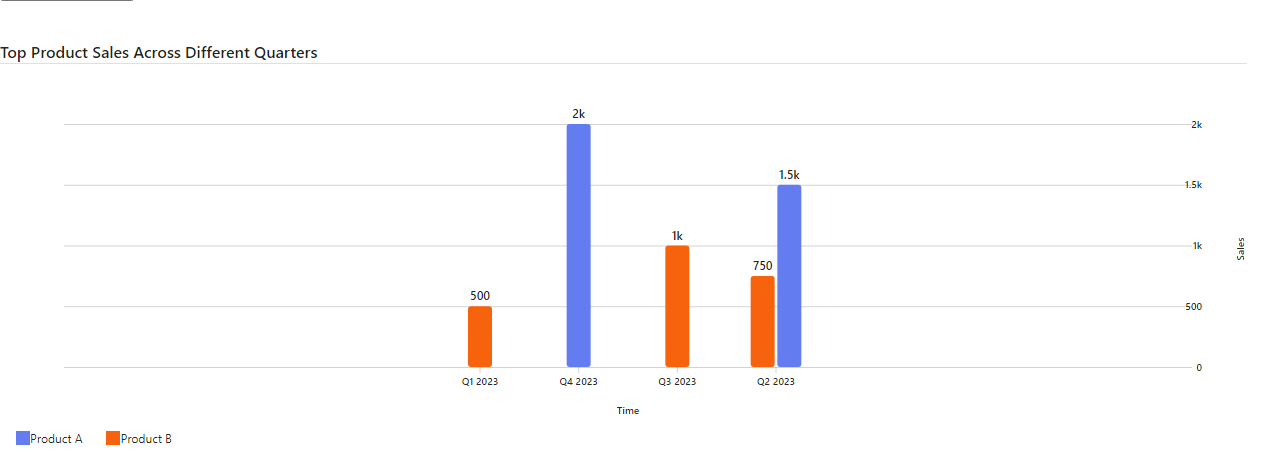 Top Product Sales Across Different Quarters
2k
2k
1.5k
1.5k
1k
1k
750
500
500
0
Sales
Q1 2023 Q4 2023 Q3 2023 Q2 2023
Time
Product A Product B